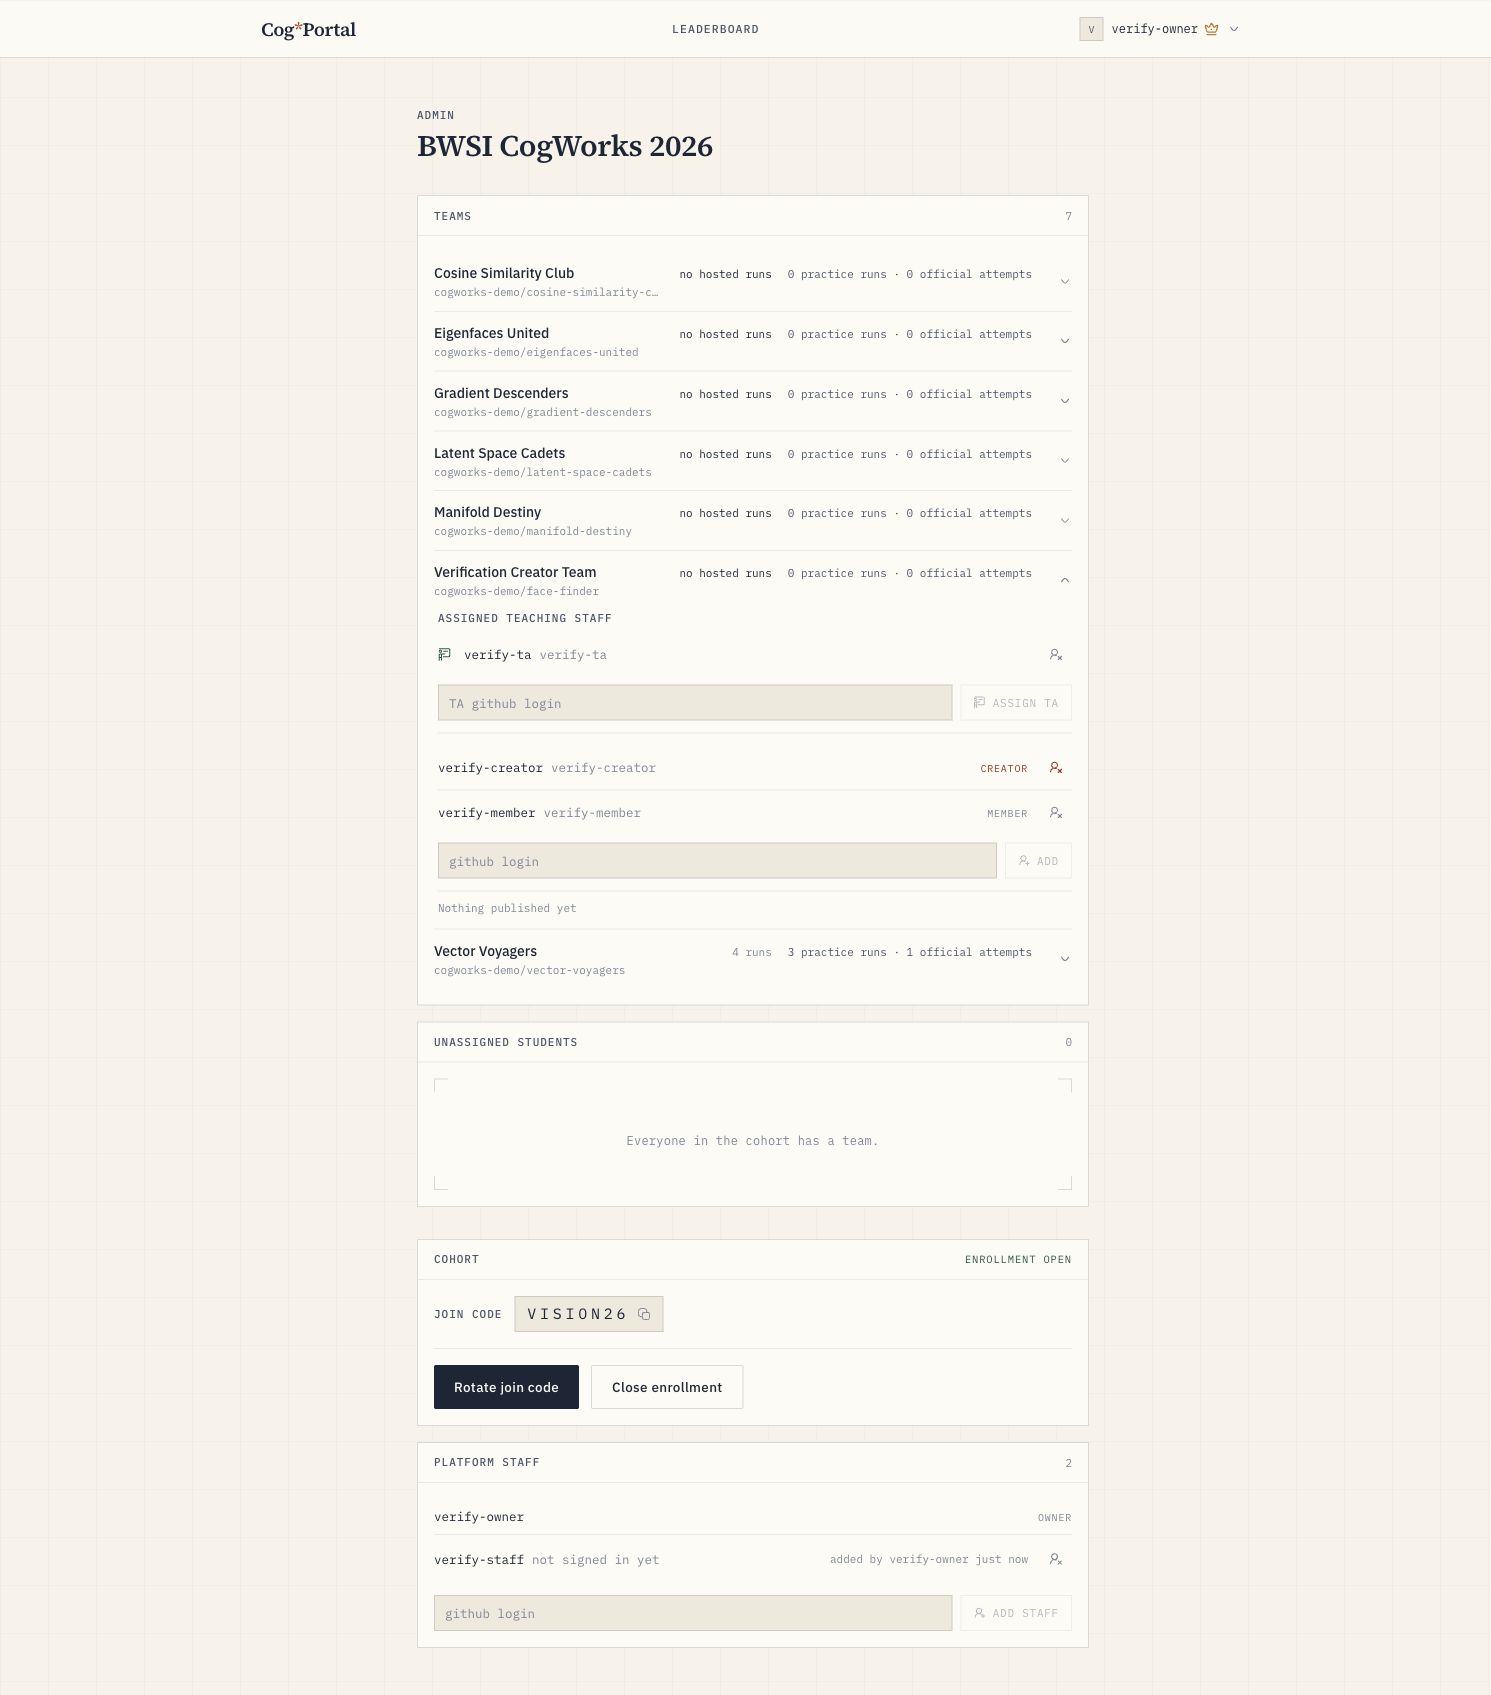 Cog*Portal
LEADERBOARD
V verify-owner
ADMIN
BWSI CogWorks 2026
TEAMS 7
Cosine Similarity Club no hosted runs 0 practice runs · 0 official attempts
cogworks-demo/cosine-similarity-c…
Eigenfaces United no hosted runs 0 practice runs · 0 official attempts
cogworks-demo/eigenfaces-united
Gradient Descenders no hosted runs 0 practice runs · 0 official attempts
cogworks-demo/gradient-descenders
Latent Space Cadets no hosted runs 0 practice runs · 0 official attempts
cogworks-demo/latent-space-cadets
Manifold Destiny no hosted runs 0 practice runs · 0 official attempts
cogworks-demo/manifold-destiny
Verification Creator Team no hosted runs 0 practice runs · 0 official attempts
cogworks-demo/face-finder
ASSIGNED TEACHING STAFF
verify-ta verify-ta
TA github login ASSIGN TA
verify-creator verify-creator CREATOR
verify-member verify-member MEMBER
github login ADD
Nothing published yet
Vector Voyagers 4 runs 3 practice runs · 1 official attempts
cogworks-demo/vector-voyagers
UNASSIGNED STUDENTS 0
Everyone in the cohort has a team.
COHORT ENROLLMENT OPEN
JOIN CODE VISION26
Rotate join code Close enrollment
PLATFORM STAFF 2
verify-owner OWNER
verify-staff not signed in yet added by verify-owner just now
github login ADD STAFF